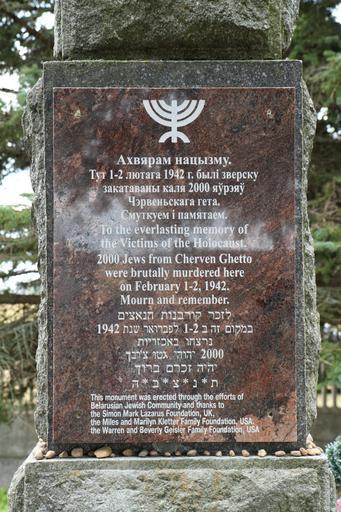 Ахвярам нацызму.
Тут 1-2 лютага 1942 г. былі зверску
закатаваны каля 2000 яўрэяў
Чэрвеньскага гета.
Смуткуем і памятаем.
To the everlasting memory of
the Victims of the Holocaust.
2000 Jews from Cherven Ghetto
were brutally murdered here
on February 1-2, 1942.
Mourn and remember.
לזכר קורבנות הנאצים
במקום זה ב 1-2 לפברואר שנת 1942
נרצחו באכזריות
2000 יהודי גטו צ'רבן
יהיה זכרם ברוך
ת*נ*צ*ב*ה
This monument was erected through the efforts of
Belarusian Jewish Community and thanks to
the Simon Mark Lazarus Foundation, UK,
the Miles and Marilyn Kletter Family Foundation, USA,
the Warren and Beverly Geisler Family Foundation, USA